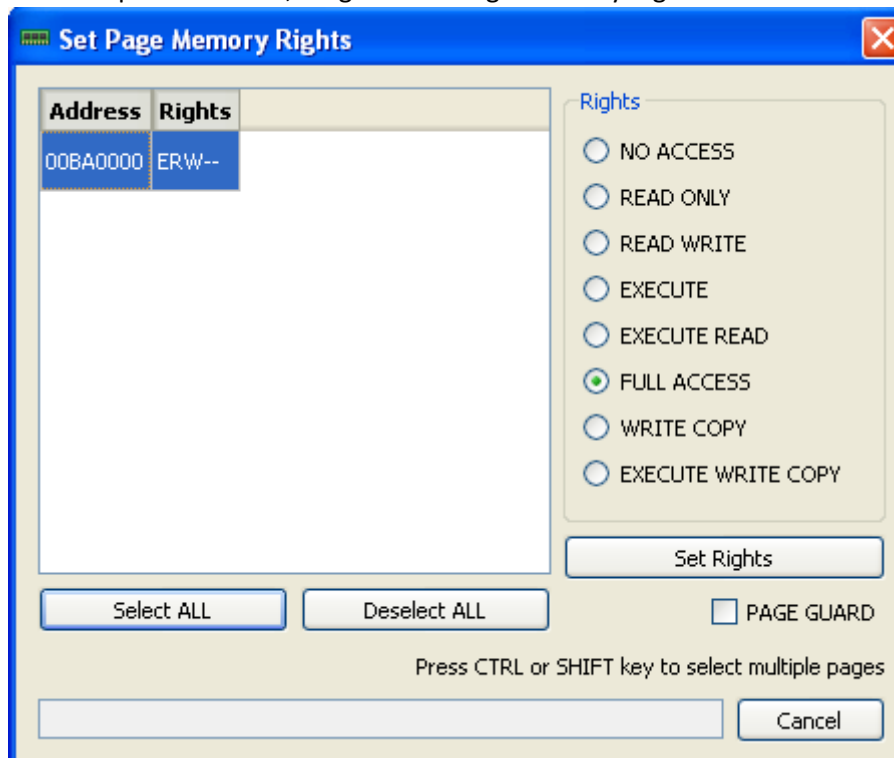 Set Page Memory Rights
Address Rights
00BA0000 ERW--
Rights
NO ACCESS
READ ONLY
READ WRITE
EXECUTE
EXECUTE READ
FULL ACCESS
WRITE COPY
EXECUTE WRITE COPY
Set Rights
Select ALL
Deselect ALL
PAGE GUARD
Press CTRL or SHIFT key to select multiple pages
Cancel